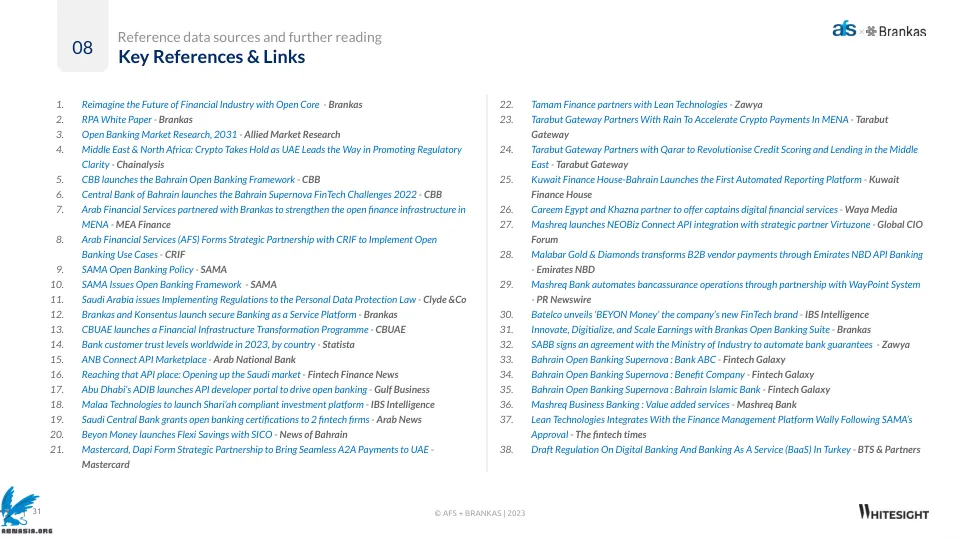 08
Reference data sources and further reading
Key References & Links
afs × Brankas
1. Reimagine the Future of Financial Industry with Open Core - Brankas
2. RPA White Paper - Brankas
3. Open Banking Market Research, 2031 - Allied Market Research
4. Middle East & North Africa: Crypto Takes Hold as UAE Leads the Way in Promoting Regulatory
Clarity - Chainalysis
5. CBB launches the Bahrain Open Banking Framework - CBB
6. Central Bank of Bahrain launches the Bahrain Supernova FinTech Challenges 2022 - CBB
7. Arab Financial Services partnered with Brankas to strengthen the open finance infrastructure in
MENA - MEA Finance
8. Arab Financial Services (AFS) Forms Strategic Partnership with CRIF to Implement Open
Banking Use Cases - CRIF
9. SAMA Open Banking Policy - SAMA
10. SAMA Issues Open Banking Framework - SAMA
11. Saudi Arabia issues Implementing Regulations to the Personal Data Protection Law - Clyde &Co
12. Brankas and Konsentus launch secure Banking as a Service Platform - Brankas
13. CBUAE launches a Financial Infrastructure Transformation Programme - CBUAE
14. Bank customer trust levels worldwide in 2023, by country - Statista
15. ANB Connect API Marketplace - Arab National Bank
16. Reaching that API place: Opening up the Saudi market - Fintech Finance News
17. Abu Dhabi's ADIB launches API developer portal to drive open banking - Gulf Business
18. Malaa Technologies to launch Shari'ah compliant investment platform - IBS Intelligence
19. Saudi Central Bank grants open banking certifications to 2 fintech firms - Arab News
20. Beyon Money launches Flexi Savings with SICO - News of Bahrain
21. Mastercard, Dapi Form Strategic Partnership to Bring Seamless A2A Payments to UAE -
Mastercard
22. Tamam Finance partners with Lean Technologies - Zawya
23. Tarabut Gateway Partners With Rain To Accelerate Crypto Payments In MENA - Tarabut
Gateway
24. Tarabut Gateway Partners with Qarar to Revolutionise Credit Scoring and Lending in the Middle
East - Tarabut Gateway
25. Kuwait Finance House-Bahrain Launches the First Automated Reporting Platform - Kuwait
Finance House
26. Careem Egypt and Khazna partner to offer captains digital financial services - Waya Media
27. Mashreq launches NEOBiz Connect API integration with strategic partner Virtuzone - Global CIO
Forum
28. Malabar Gold & Diamonds transforms B2B vendor payments through Emirates NBD API Banking
- Emirates NBD
29. Mashreq Bank automates bancassurance operations through partnership with WayPoint System
- PR Newswire
30. Batelco unveils 'BEYON Money' the company's new FinTech brand - IBS Intelligence
31. Innovate, Digitialize, and Scale Earnings with Brankas Open Banking Suite - Brankas
32. SABB signs an agreement with the Ministry of Industry to automate bank guarantees - Zawya
33. Bahrain Open Banking Supernova : Bank ABC - Fintech Galaxy
34. Bahrain Open Banking Supernova : Benefit Company - Fintech Galaxy
35. Bahrain Open Banking Supernova : Bahrain Islamic Bank - Fintech Galaxy
36. Mashreq Business Banking : Value added services - Mashreq Bank
37. Lean Technologies Integrates With the Finance Management Platform Wally Following SAMA's
Approval - The fintech times
38. Draft Regulation On Digital Banking And Banking As A Service (BaaS) In Turkey - BTS & Partners
31
ABMASIA.ORG
© AFS + BRANKAS | 2023
WHITESIGHT